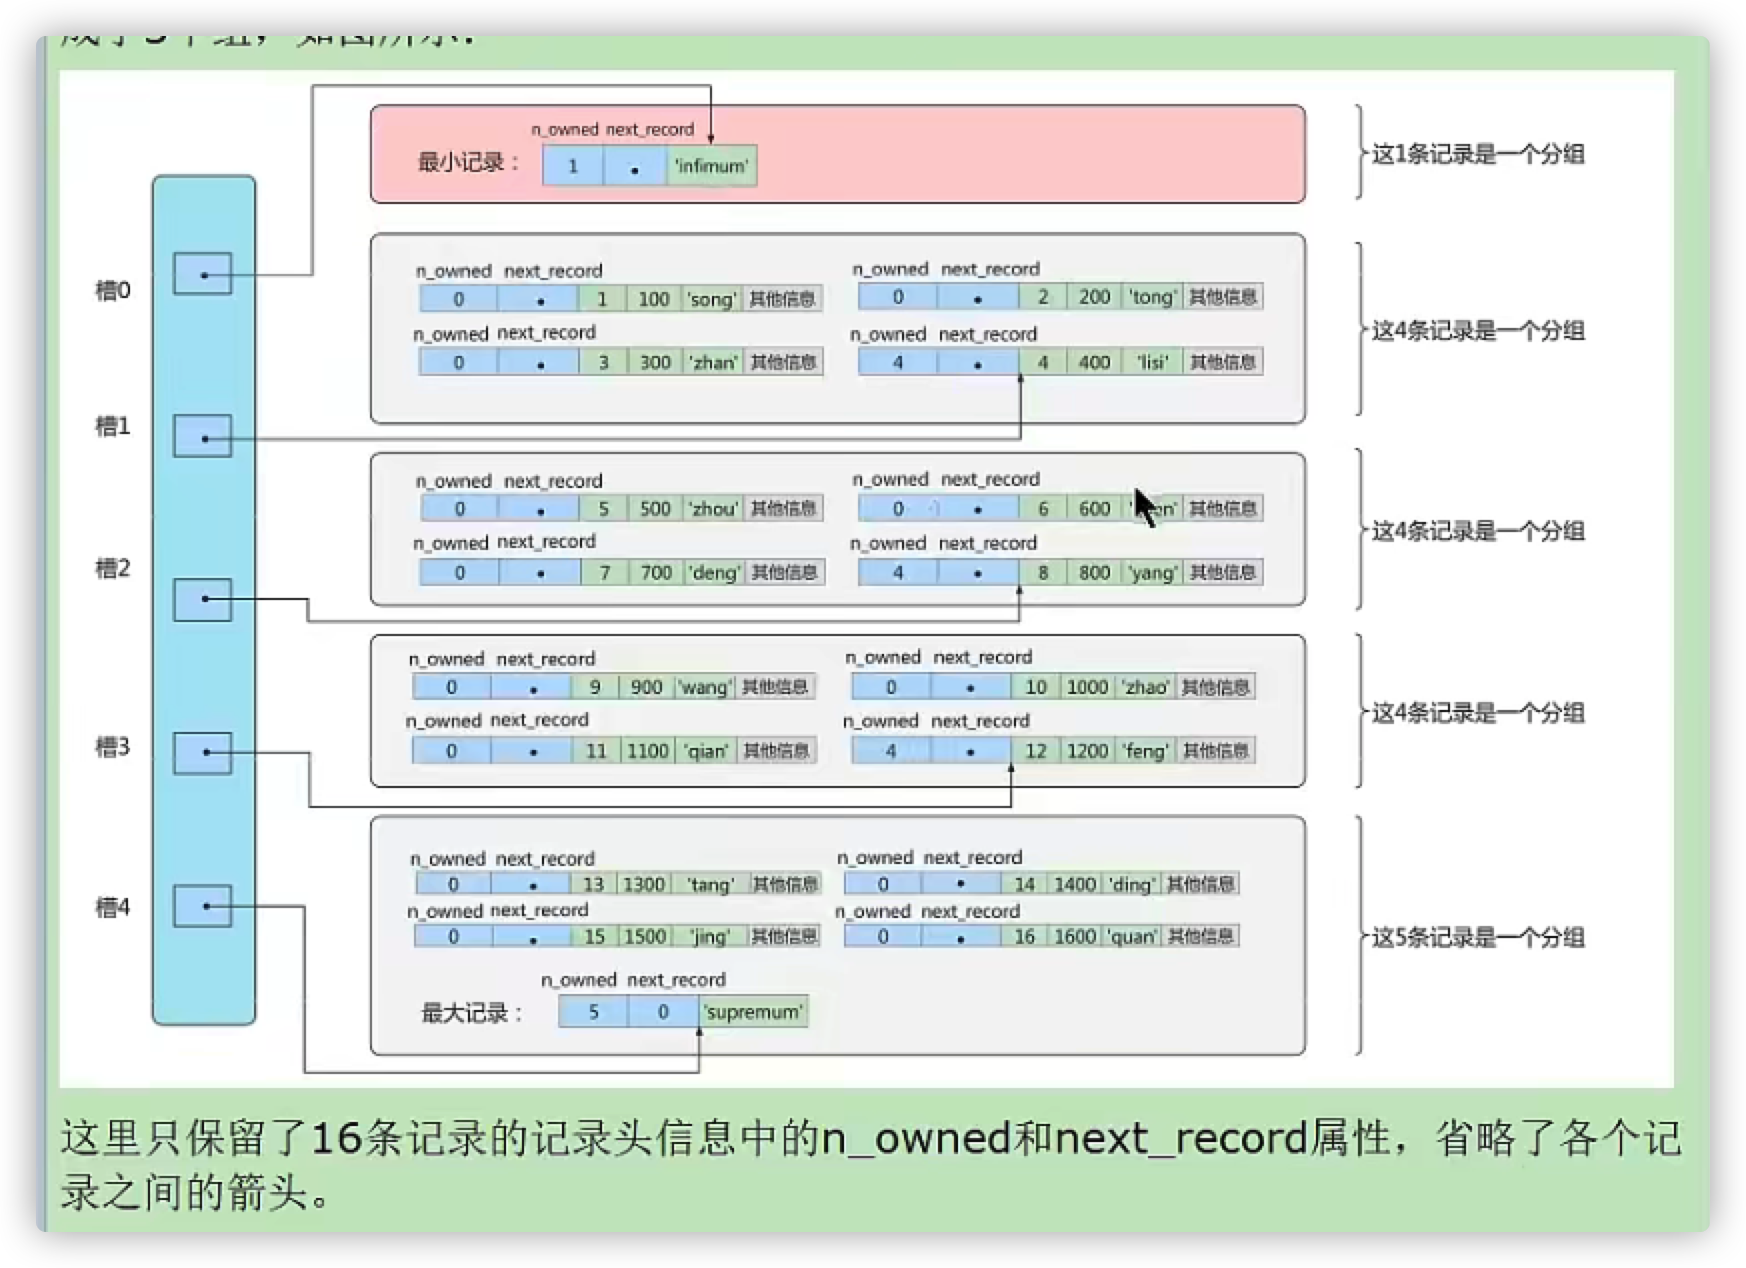 n_owned next_record
最小记录： 1 'infimum' 这1条记录是一个分组
槽0
n_owned next_record n_owned next_record
0 1 100 'song' 其他信息 0 2 200 'tong' 其他信息
n_owned next_record n_owned next_record
0 3 300 'zhan' 其他信息 4 4 400 'lisi' 其他信息
这4条记录是一个分组
槽1
n_owned next_record n_owned next_record
0 5 500 'zhou' 其他信息 0 6 600 其他信息
n_owned next_record n_owned next_record
0 7 700 'deng' 其他信息 4 8 800 'yang' 其他信息
这4条记录是一个分组
槽2
n_owned next_record n_owned next_record
0 9 900 'wang' 其他信息 0 10 1000 'zhao' 其他信息
n_owned next_record n_owned next_record
0 11 1100 'qian' 其他信息 4 12 1200 'feng' 其他信息
这4条记录是一个分组
槽3
n_owned next_record n_owned next_record
0 13 1300 'tang' 其他信息 0 14 1400 'ding' 其他信息
n_owned next_record n_owned next_record
0 15 1500 'jing' 其他信息 0 16 1600 'quan' 其他信息
这5条记录是一个分组
槽4
n_owned next_record
最大记录： 5 0 'supremum'
这里只保留了16条记录的记录头信息中的n_owned和next_record属性，省略了各个记
录之间的箭头。